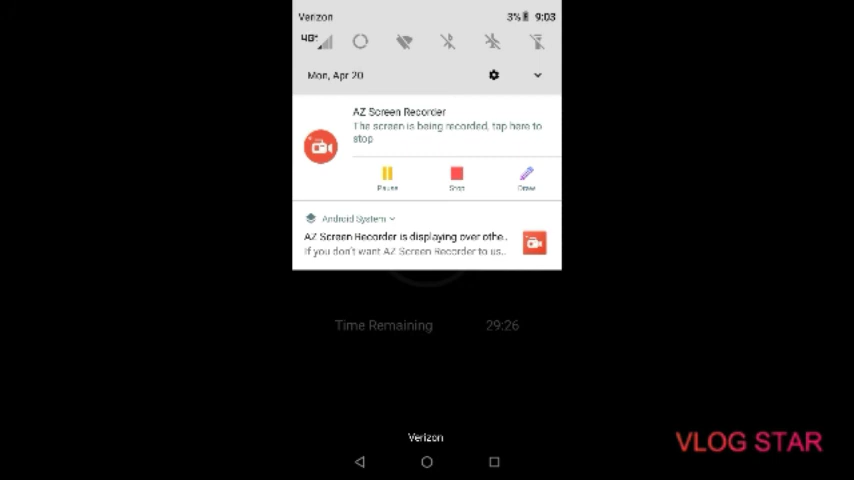 Verizon 3% 9:03
4G+
Mon, Apr 20
AZ Screen Recorder
The screen is being recorded, tap here to
stop
Pause Stop Draw
Android System
AZ Screen Recorder is displaying over othe..
If you don't want AZ Screen Recorder to us..
Time Remaining 29:26
Verizon
VLOG STAR